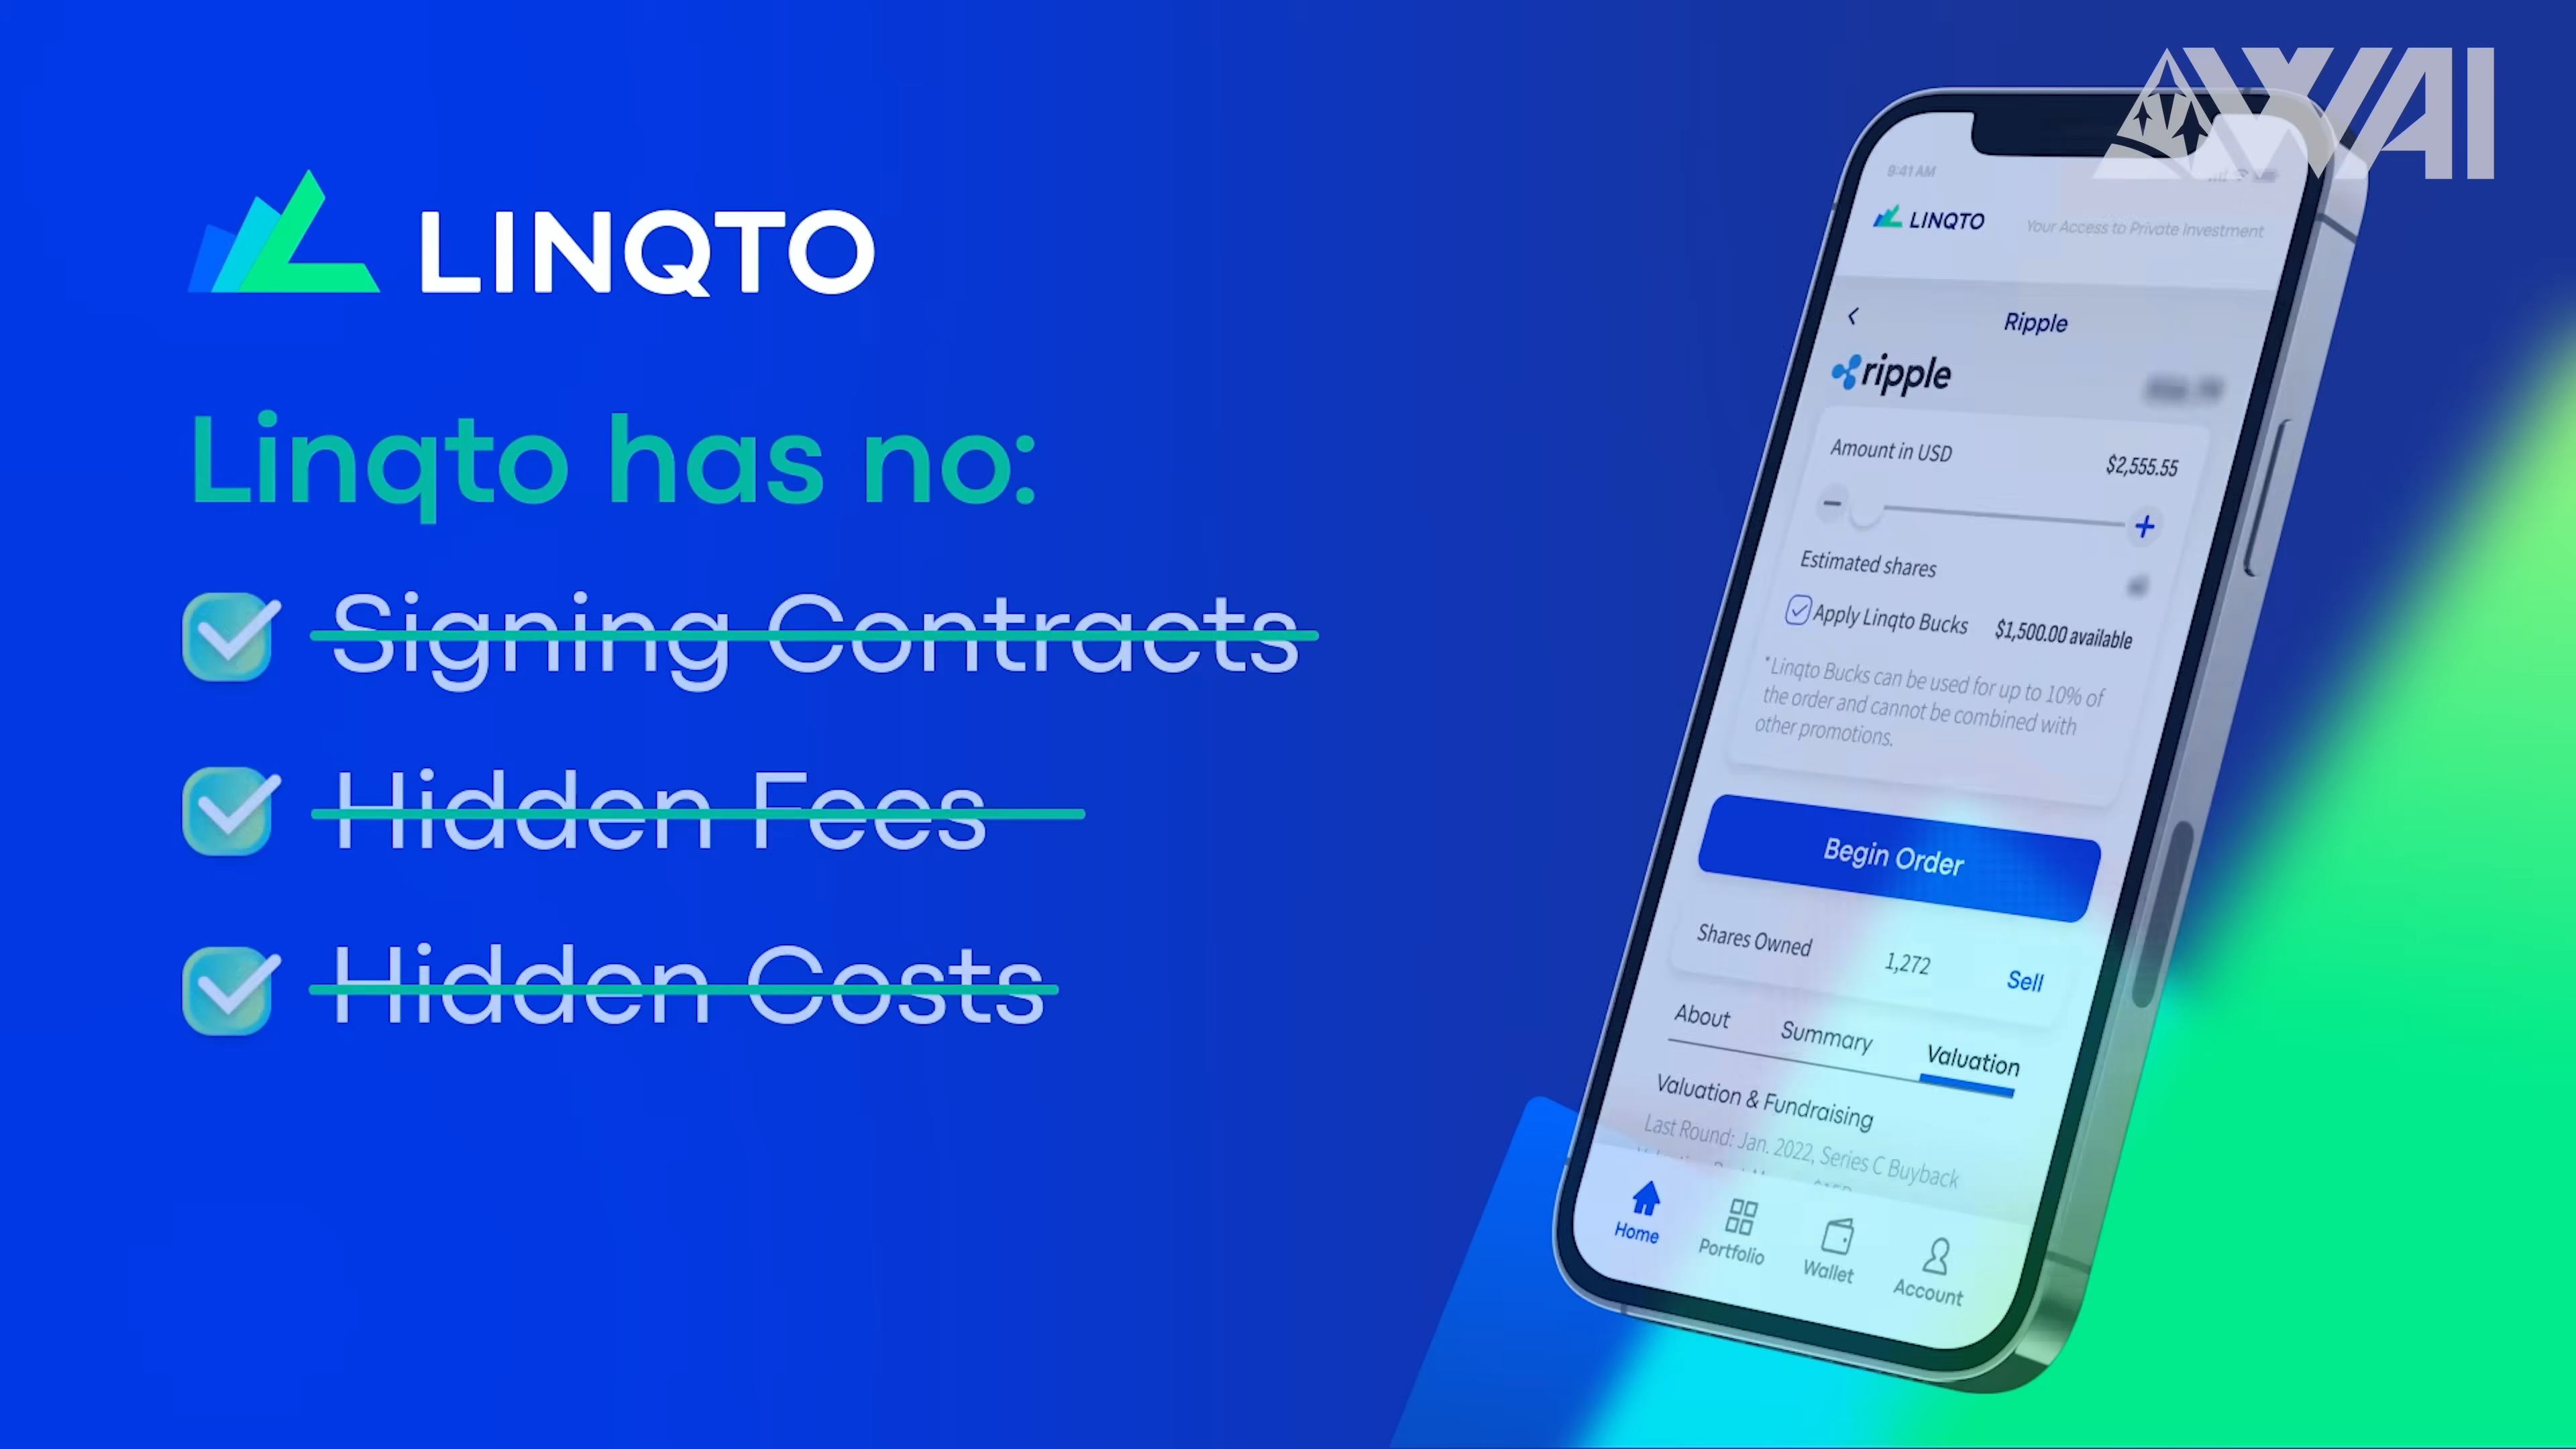 LINQTO
Linqto has no:
Signing Contracts
Hidden Fees
Hidden Costs
WAI
9:41 AM
LINQTO
Your Access to Private Investment
Ripple
ripple
Amount in USD
$2,555.55
Estimated shares
Apply Linqto Bucks
$1,500.00 available
*Linqto Bucks can be used for up to 10% of
the order and cannot be combined with
other promotions.
Begin Order
Shares Owned
1,272
Sell
About
Summary
Valuation
Valuation & Fundraising
Last Round: Jan. 2022, Series C Buyback
Home
Portfolio
Wallet
Account